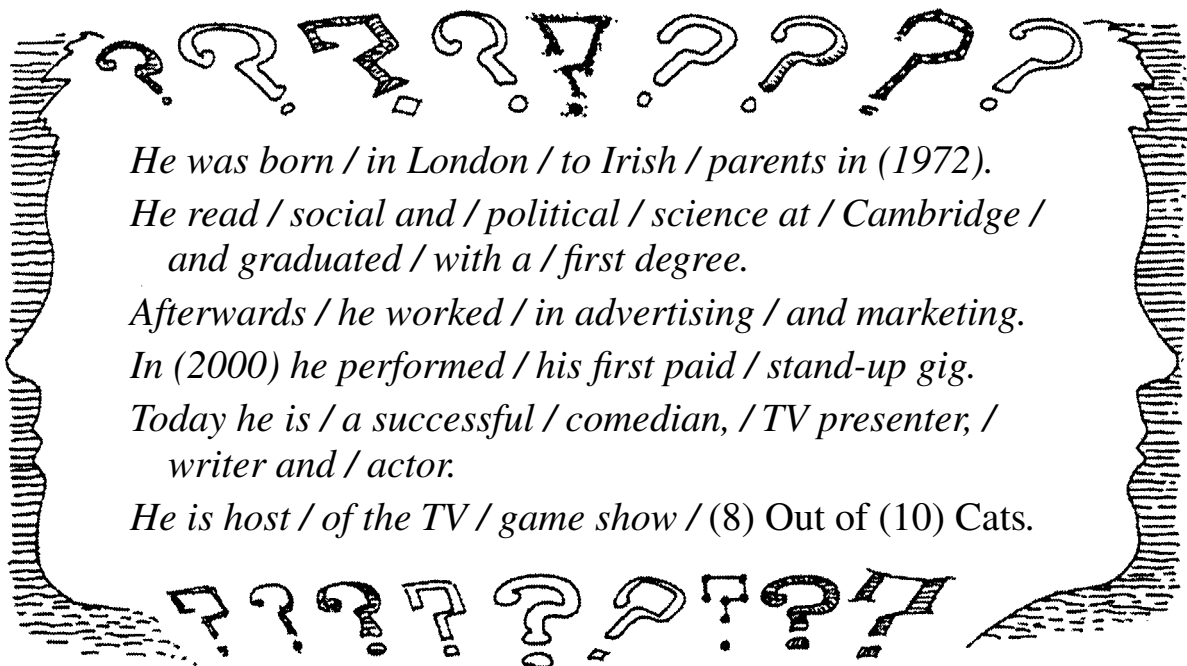 He was born / in London / to Irish / parents in (1972).
He read / social and / political / science at / Cambridge /
and graduated / with a / first degree.
Afterwards / he worked / in advertising / and marketing.
In (2000) he performed / his first paid / stand-up gig.
Today he is / a successful / comedian, / TV presenter, /
writer and / actor.
He is host / of the TV / game show / (8) Out of (10) Cats.